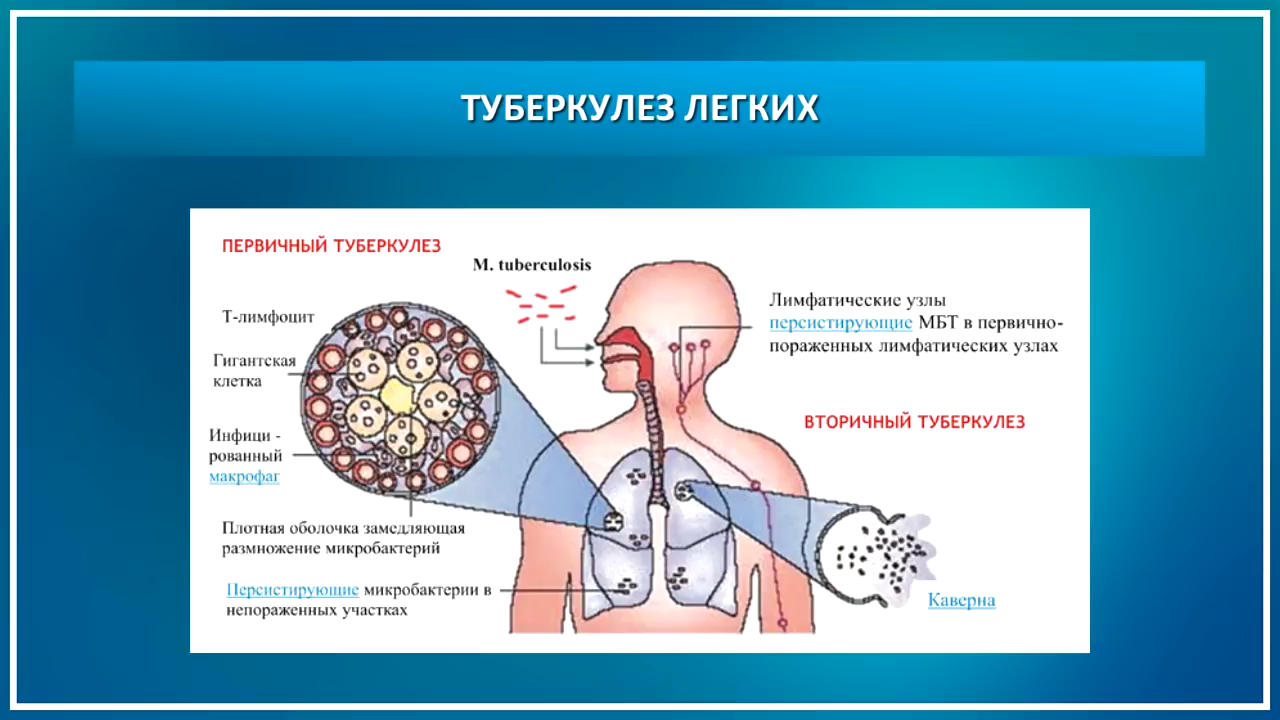 ТУБЕРКУЛЕЗ ЛЕГКИХ
ПЕРВИЧНЫЙ ТУБЕРКУЛЕЗ
M. tuberculosis
Т-лимфоцит
Гигантская
клетка
Инфици -
рованный
макрофаг
Плотная оболочка замедляющая
размножение микробактерий
Персистирующие микробактерии в
непораженных участках
Лимфатические узлы
персистирующие МБТ в первично-
пораженных лимфатических узлах
ВТОРИЧНЫЙ ТУБЕРКУЛЕЗ
Каверна